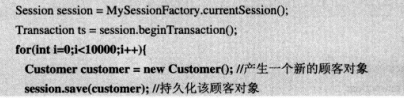 Session session = MySessionFactory.currentSession();
Transaction ts = session.beginTransaction();
for(int i=0;i<10000;i++){
Customer customer = new Customer(); //产生一个新的顾客对象
session.save(customer); //持久化该顾客对象